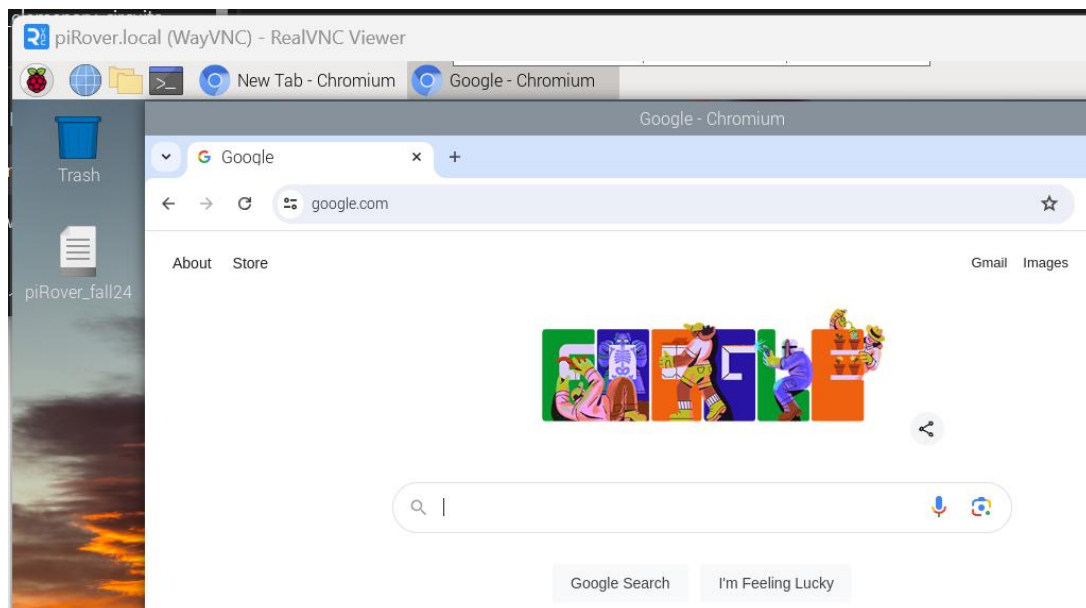 piRover.local (WayVNC) - RealVNC Viewer
New Tab - Chromium Google - Chromium
Google - Chromium
Trash
Google
google.com
piRover_fall24
About Store Gmail Images
Google Search I'm Feeling Lucky